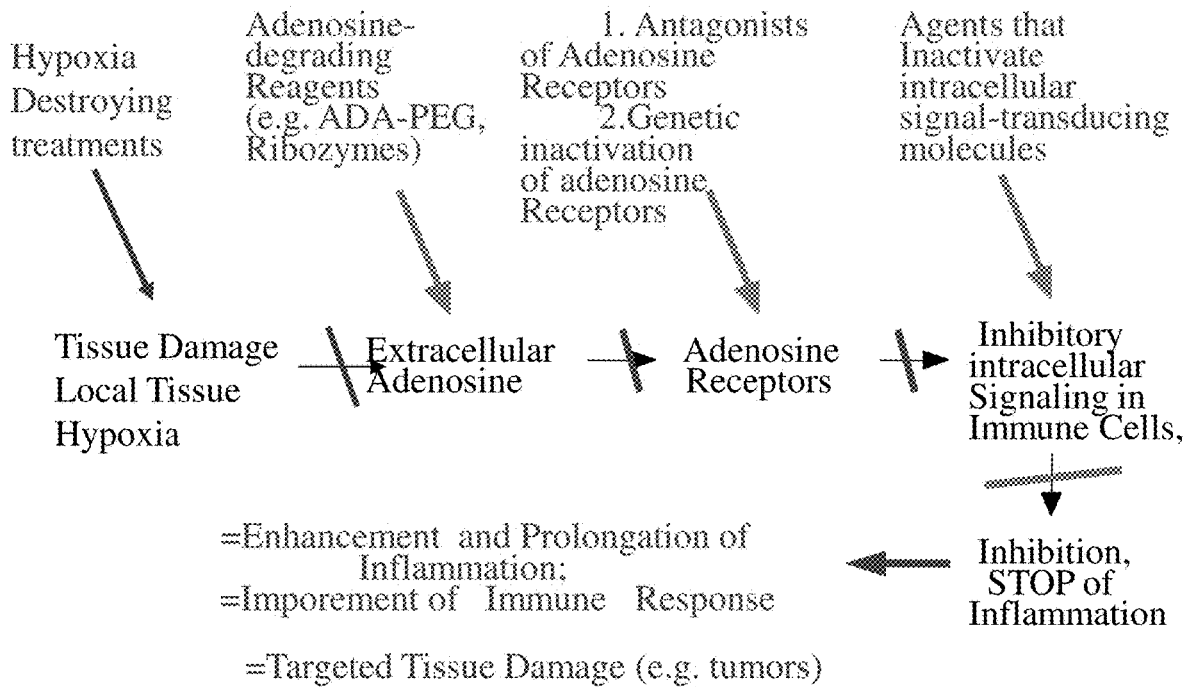 Hypoxia
Destroying
treatments
Adenosine-
degrading
Reagents
(e.g. ADA-PEG,
Ribozymes)
1. Antagonists
of Adenosine
Receptors
2.Genetic
inactivation
of adenosine
Receptors
Agents that
Inactivate
intracellular
signal-transducing
molecules
Tissue Damage
Local Tissue
Hypoxia
Extracellular
Adenosine
Adenosine
Receptors
Inhibitory
intracellular
Signaling in
Immune Cells,
Inhibition,
STOP of
Inflammation
=Enhancement and Prolongation of
Inflammation;
=Imporement of Immune Response
=Targeted Tissue Damage (e.g. tumors)